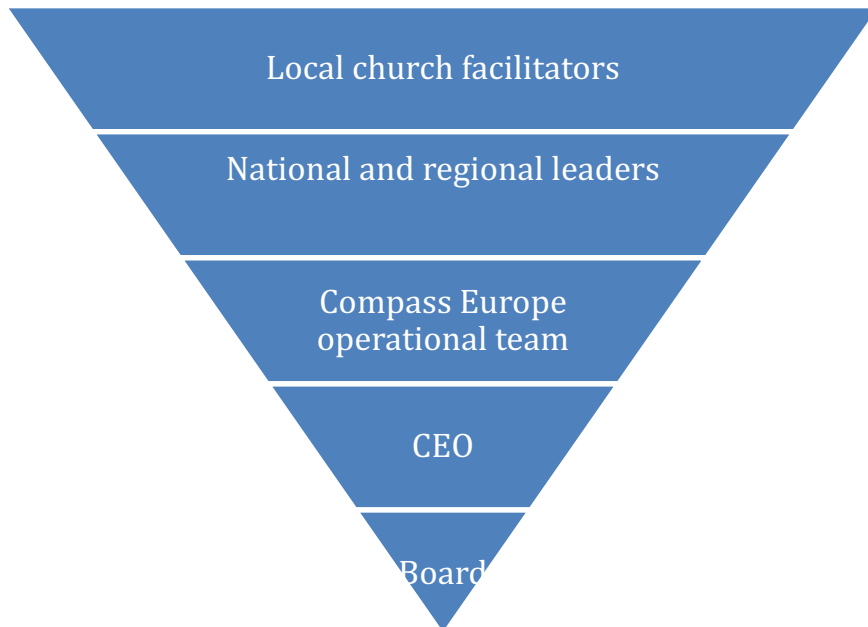 Local church facilitators
National and regional leaders
Compass Europe
operational team
CEO
Board